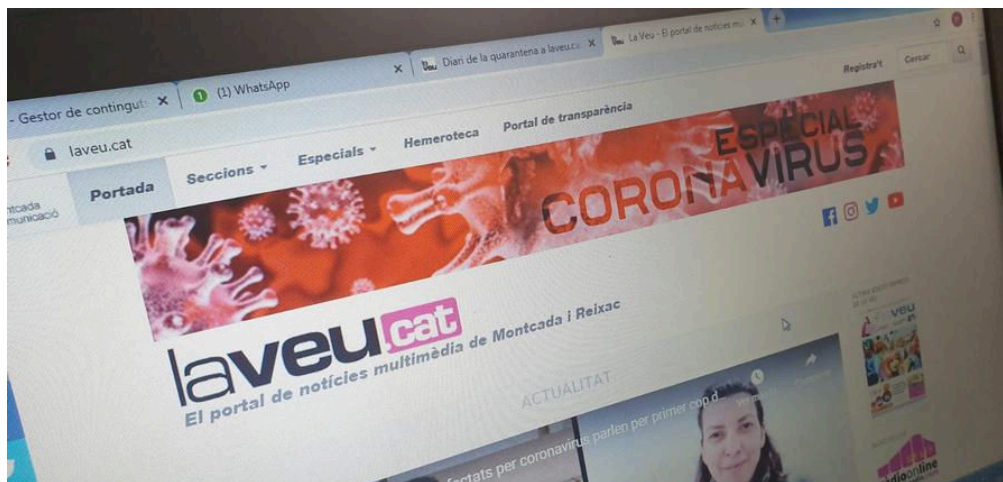 - Gestor de contingut
(1) WhatsApp
Diari de la quarantena a laveu.ca
La Veu - El portal de notícies mu
laveu.cat
Registra't
Cercar
Portada
Seccions
Especials
Hemeroteca
Portal de transparència
ESPECIAL
CORONAVIRUS
laveu.cat
El portal de notícies multimèdia de Montcada i Reixac
ACTUALITAT
ectats per coronavirus parlen per primer cop d